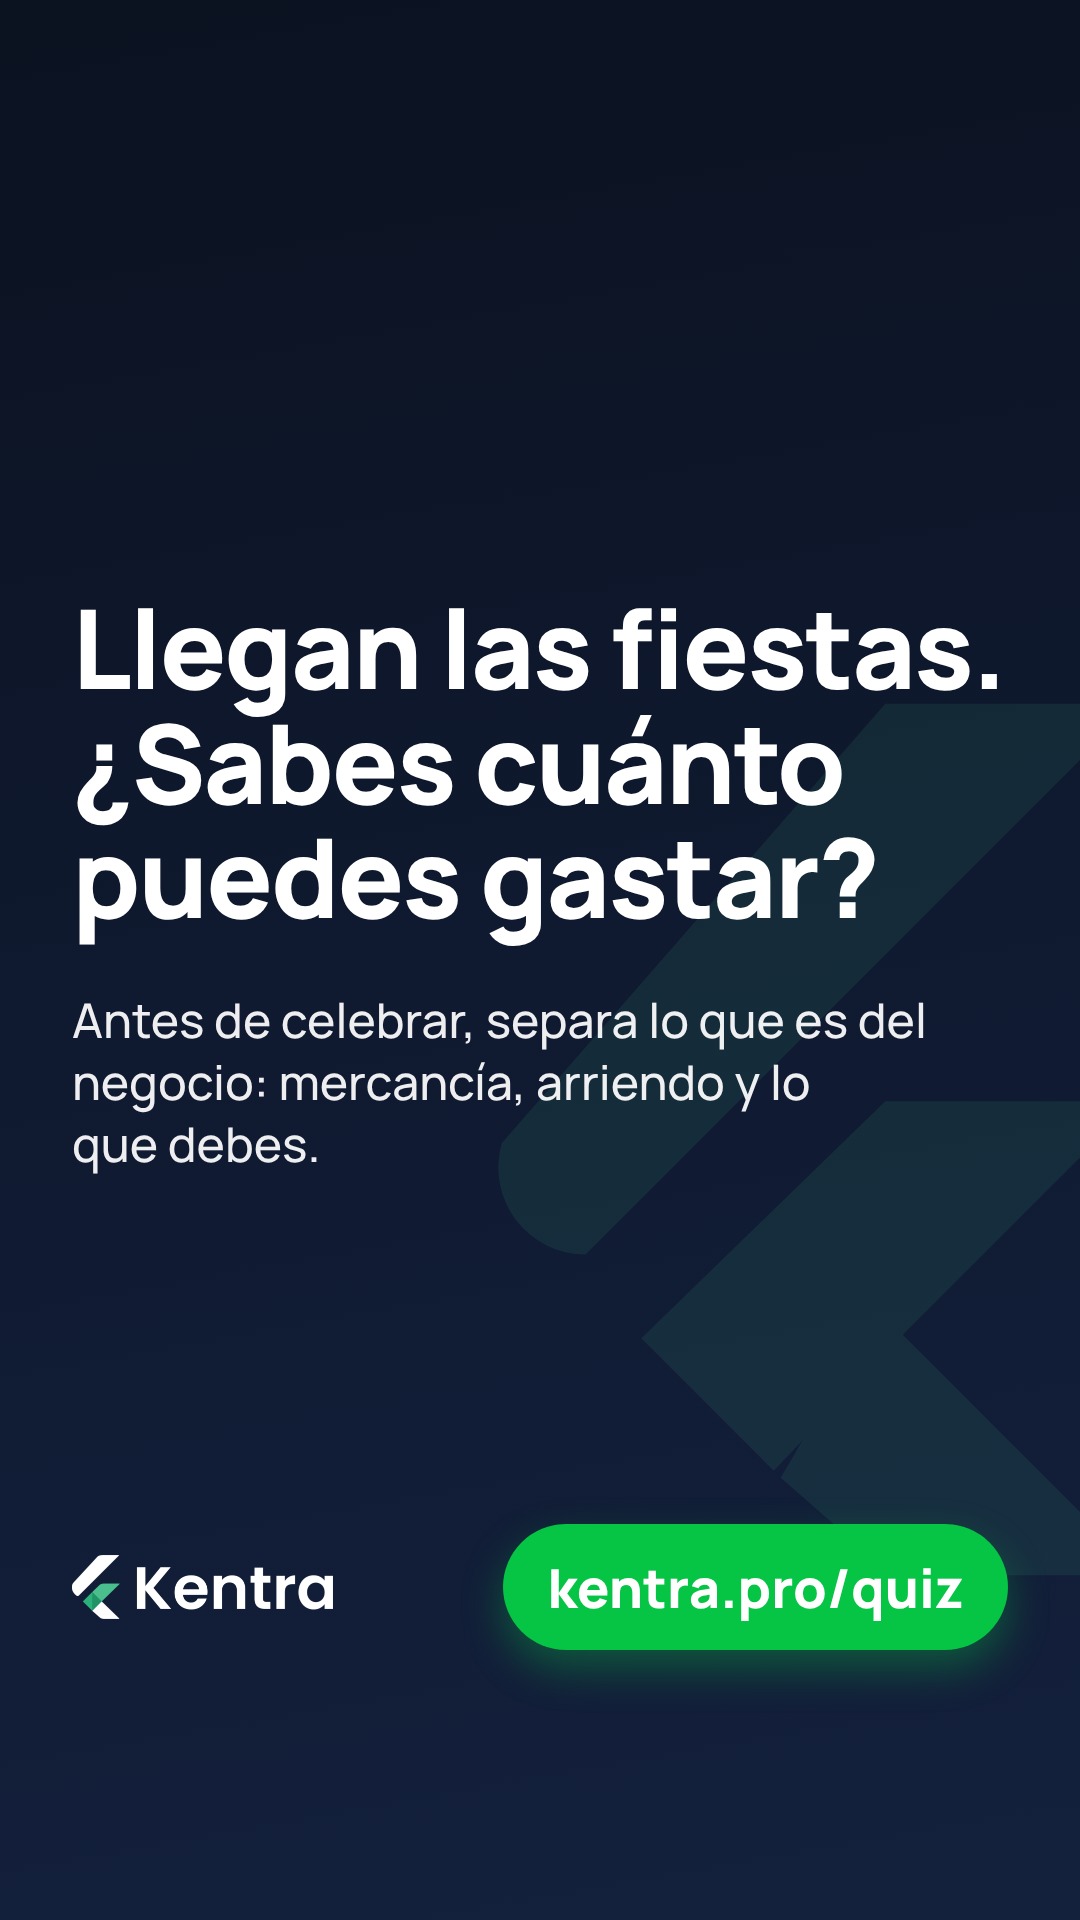 Llegan las fiestas.
¿Sabes cuánto
puedes gastar?
Antes de celebrar, separa lo que es del
negocio: mercancía, arriendo y lo
que debes.
Kentra
kentra.pro/quiz